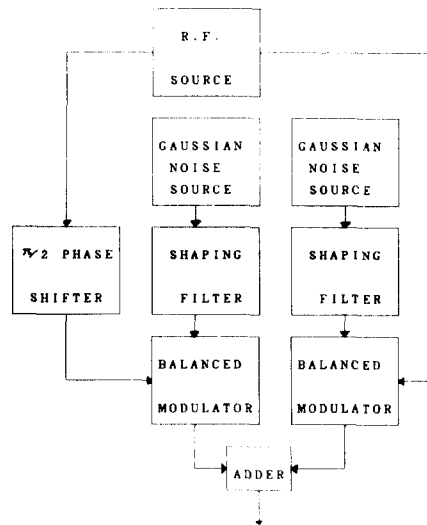 R.F.
SOURCE
GAUSSIAN
NOISE
SOURCE
GAUSSIAN
NOISE
SOURCE
π/2 PHASE
SHIFTER
SHAPING
FILTER
SHAPING
FILTER
BALANCED
MODULATOR
BALANCED
MODULATOR
ADDER